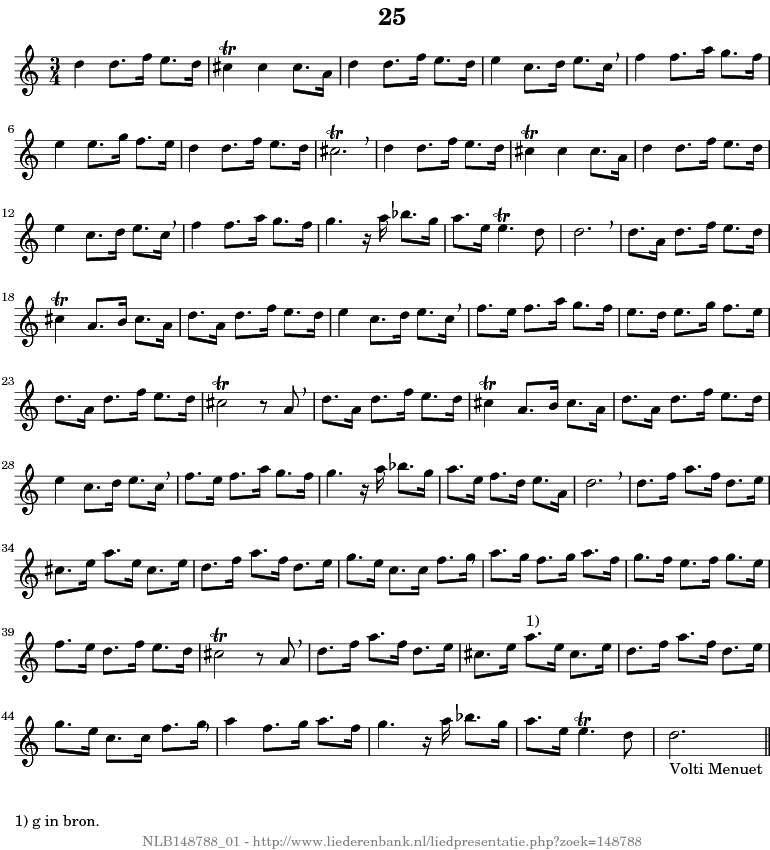 25
3
4
tr
6
tr
tr
12
tr
18
tr
23
tr
tr
28
34
39
tr
1)
44
tr
Volti Menuet
1) g in bron.
NLB148788_01 - http://www.liederenbank.nl/liedpresentatie.php?zoek=148788